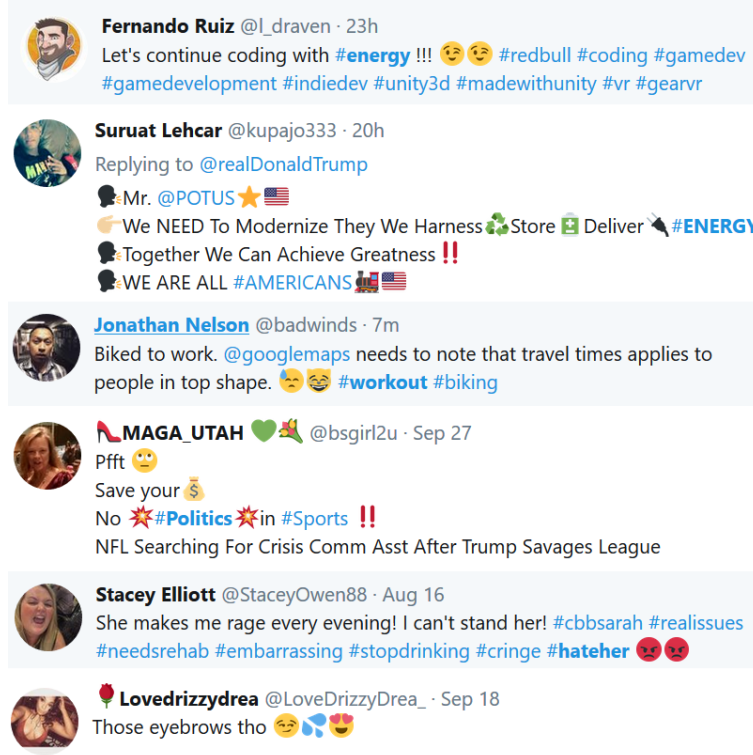 Fernando Ruiz @l_draven · 23h
Let's continue coding with #energy !!! 😉😉 #redbull #coding #gamedev
#gamedevelopment #indiedev #unity3d #madewithunity #vr #gearvr
Suruat Lehcar @kupajo333 · 20h
Replying to @realDonaldTrump
🗣Mr. @POTUS⭐🇺🇸
👉🏼We NEED To Modernize They We Harness♻Store🔋Deliver🔌#ENERGY
🗣Together We Can Achieve Greatness‼
🗣WE ARE ALL #AMERICANS🚂🇺🇸
Jonathan Nelson @badwinds · 7m
Biked to work. @googlemaps needs to note that travel times applies to
people in top shape. 😓😸 #workout #biking
👠MAGA_UTAH 💚💐 @bsgirl2u · Sep 27
Pfft 🙄
Save your💰
No 💥#Politics💥in #Sports ‼
NFL Searching For Crisis Comm Asst After Trump Savages League
Stacey Elliott @StaceyOwen88 · Aug 16
She makes me rage every evening! I can't stand her! #cbbsarah #realissues
#needsrehab #embarrassing #stopdrinking #cringe #hateher 😡😡
🌹Lovedrizzydrea @LoveDrizzyDrea_ · Sep 18
Those eyebrows tho 😏💦😍